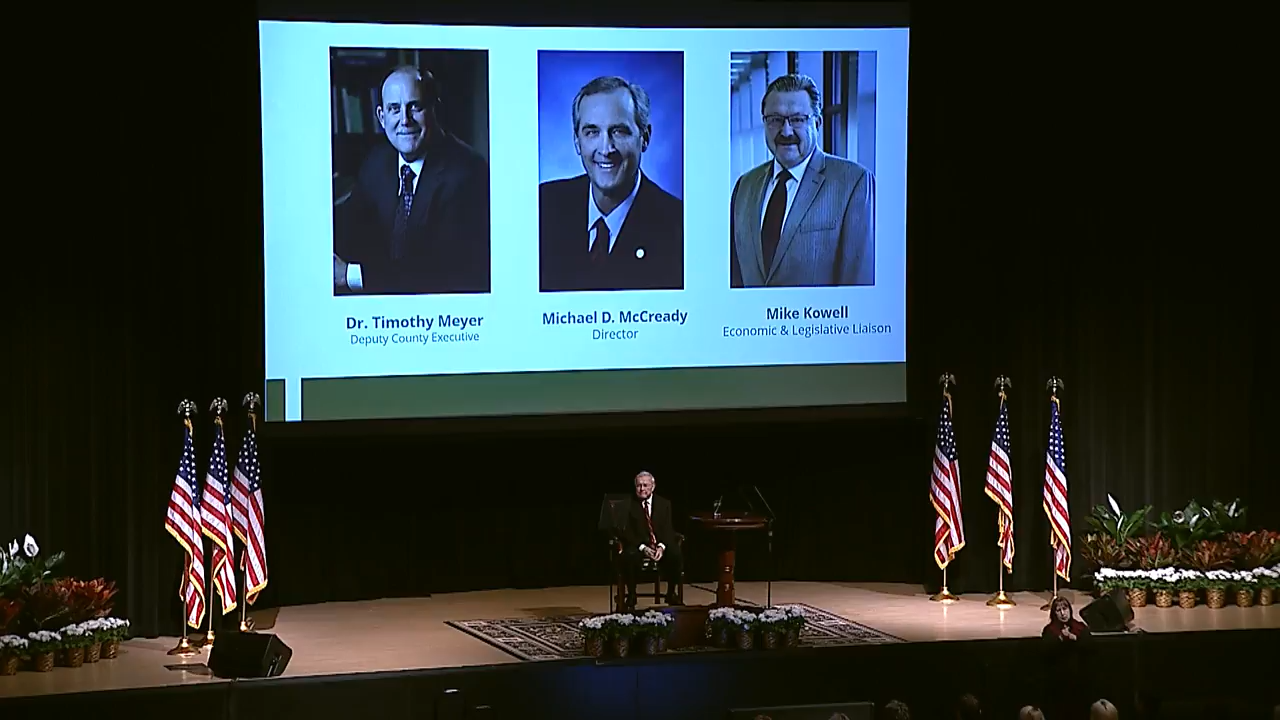 Dr. Timothy Meyer
Deputy County Executive
Michael D. McCready
Director
Mike Kowell
Economic & Legislative Liaison